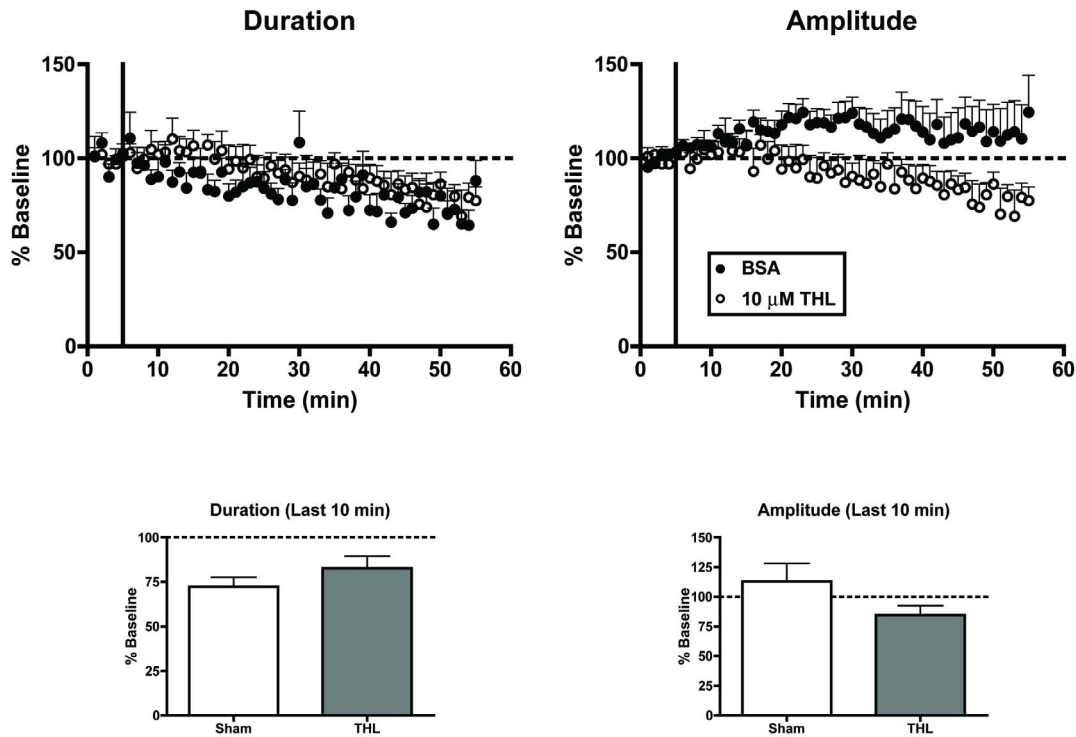 Duration
% Baseline
150
100
50
0
0 10 20 30 40 50 60
Time (min)
Amplitude
% Baseline
150
100
50
0
BSA
10 μM THL
0 10 20 30 40 50 60
Time (min)
Duration (Last 10 min)
% Baseline
100
75
50
25
0
Sham THL
Amplitude (Last 10 min)
% Baseline
150
125
100
75
50
25
0
Sham THL